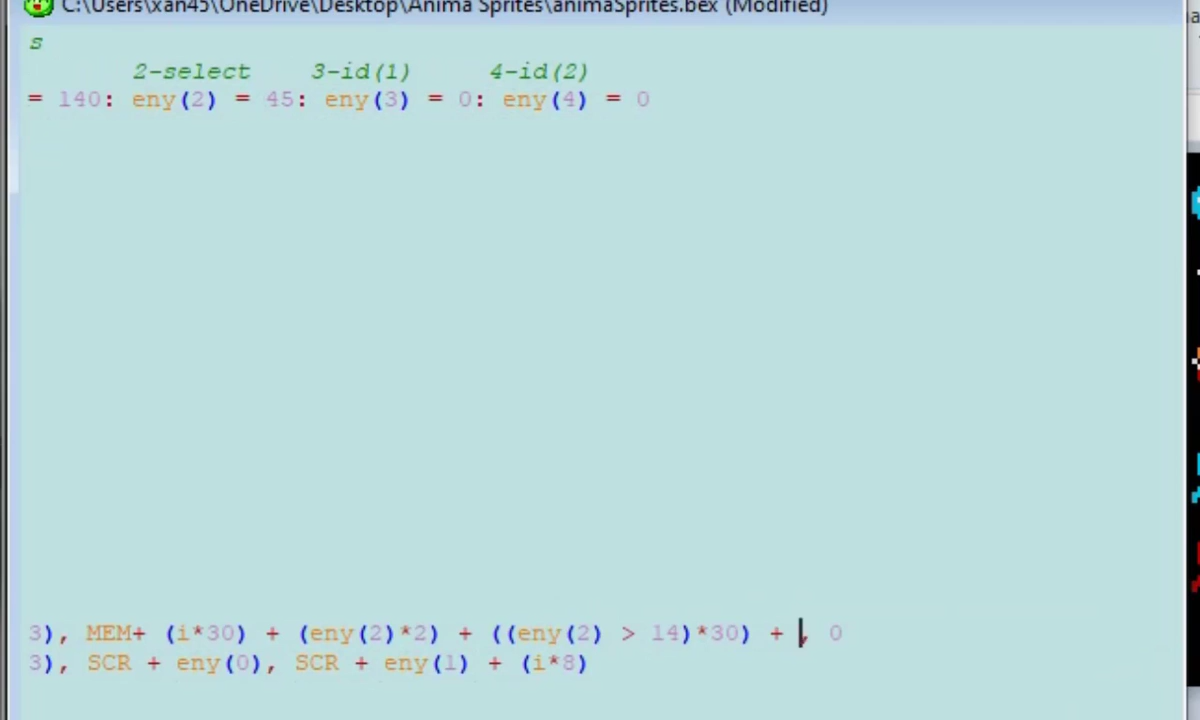 C:\Users\xan45\OneDrive\Desktop\Anima Sprites\animaSprites.bex (Modified)
s
2-select 3-id(1) 4-id(2)
= 140: eny(2) = 45: eny(3) = 0: eny(4) = 0
3), MEM+ (i*30) + (eny(2)*2) + ((eny(2) > 14)*30) + , 0
3), SCR + eny(0), SCR + eny(1) + (i*8)